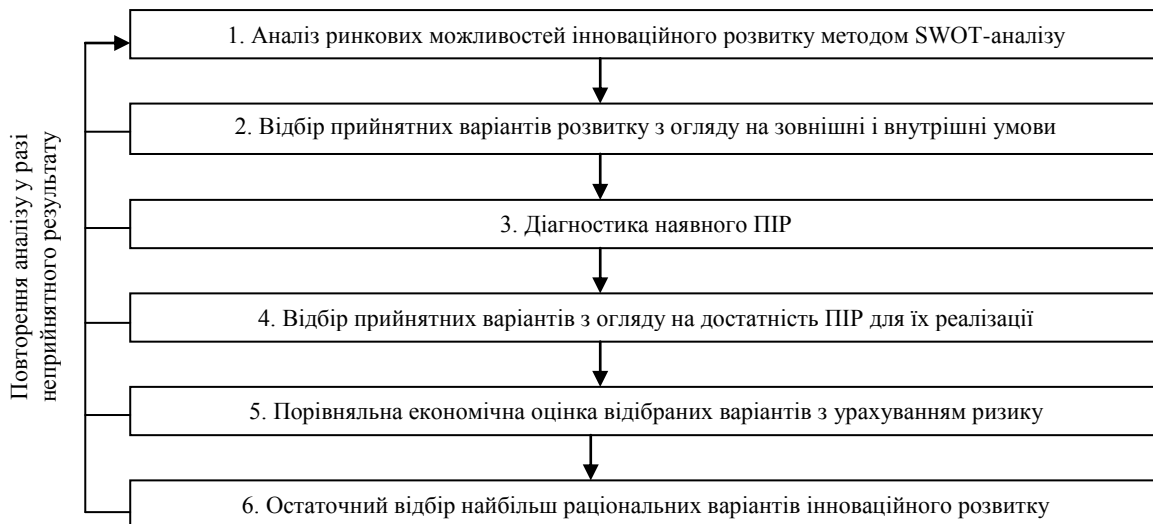 1. Аналіз ринкових можливостей інноваційного розвитку методом SWOT-аналізу
2. Відбір прийнятних варіантів розвитку з огляду на зовнішні і внутрішні умови
3. Діагностика наявного ПІР
4. Відбір прийнятних варіантів з огляду на достатність ПІР для їх реалізації
5. Порівняльна економічна оцінка відібраних варіантів з урахуванням ризику
6. Остаточний відбір найбільш раціональних варіантів інноваційного розвитку
Повторення аналізу у разі
неприйнятного результату